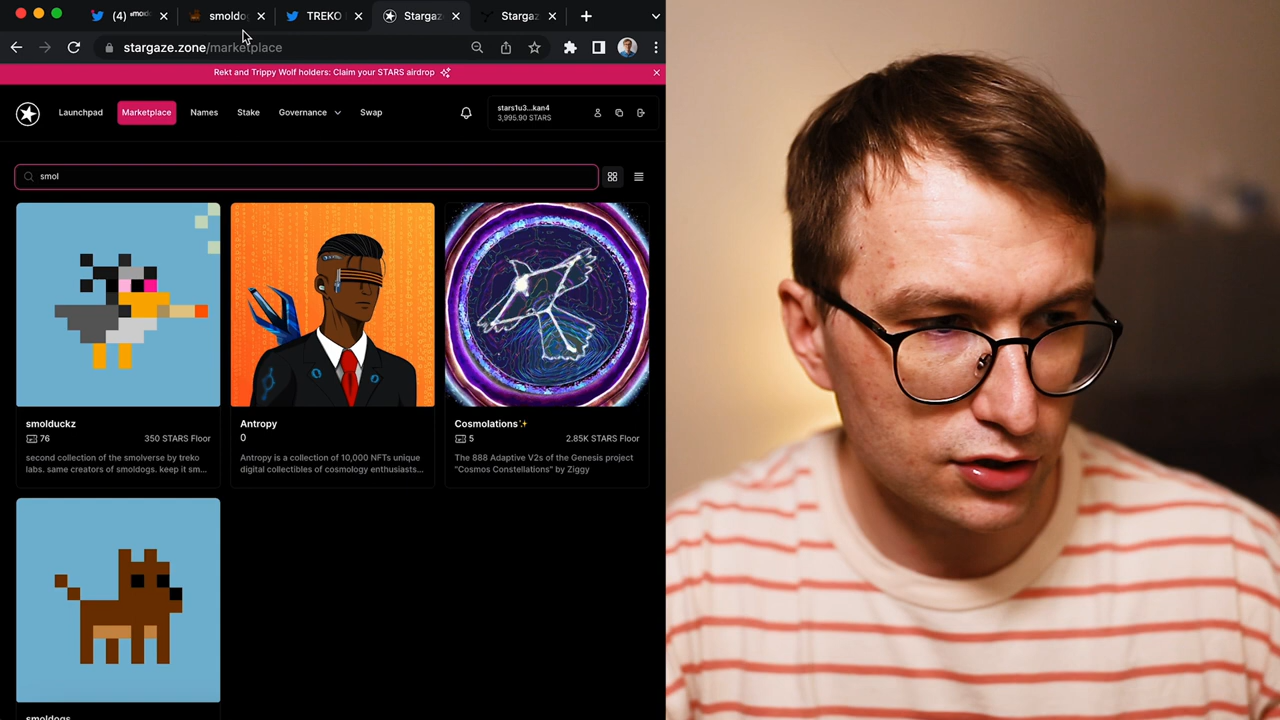 (4)
smoldog
TREKO
Stargaz
Stargaz
stargaze.zone/marketplace
Rekt and Trippy Wolf holders: Claim your STARS airdrop
Launchpad
Marketplace
Names
Stake
Governance
Swap
stars1u3...kan4
3,995.90 STARS
smol
smolduckz
76
350 STARS Floor
second collection of the smolverse by treko
labs. same creators of smoldogs. keep it sm...
Antropy
0
Antropy is a collection of 10,000 NFTs unique
digital collectibles of cosmology enthusiasts...
Cosmolations✨
5
2.85K STARS Floor
The 888 Adaptive V2s of the Genesis project
"Cosmos Constellations" by Ziggy
smoldogs